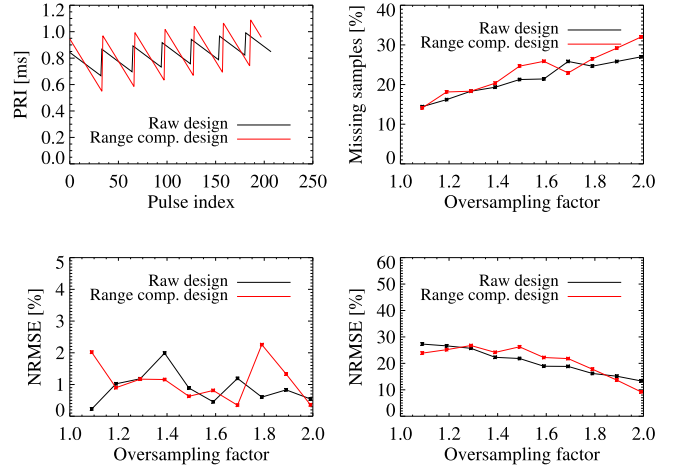 PRI [ms]
1.2
1.0
0.8
0.6
0.4
0.2
0.0
Raw design
Range comp. design
0 50 100 150 200 250
Pulse index
Missing samples [%]
40
30
20
10
0
Raw design
Range comp. design
1.0 1.2 1.4 1.6 1.8 2.0
Oversampling factor
NRMSE [%]
5
4
3
2
1
0
Raw design
Range comp. design
1.0 1.2 1.4 1.6 1.8 2.0
Oversampling factor
NRMSE [%]
60
50
40
30
20
10
0
Raw design
Range comp. design
1.0 1.2 1.4 1.6 1.8 2.0
Oversampling factor